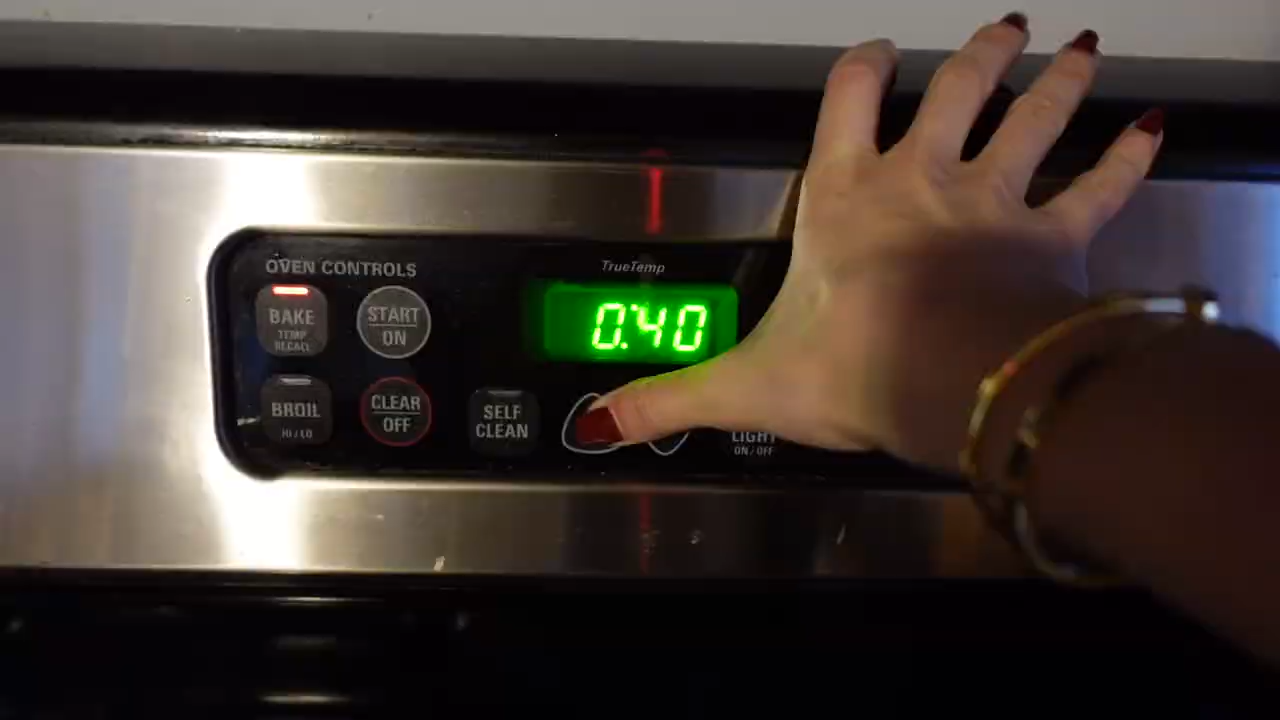 OVEN CONTROLS
TrueTemp
BAKE
TEMP
RECALL
START
ON
0:40
BROIL
HI/LO
CLEAR
OFF
SELF
CLEAN
LIGHT
ON/OFF